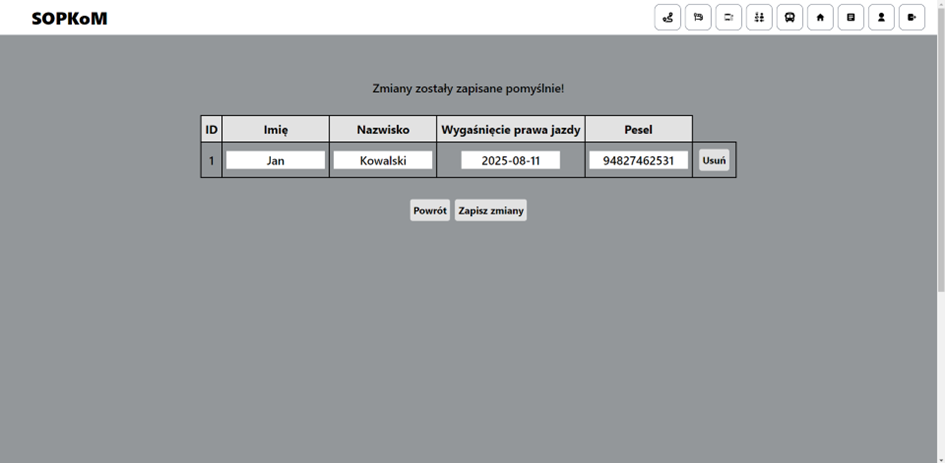 SOPKoM
Zmiany zostały zapisane pomyślnie!
ID Imię Nazwisko Wygaśnięcie prawa jazdy Pesel
1 Jan Kowalski 2025-08-11 94827462531 Usuń
Powrót Zapisz zmiany